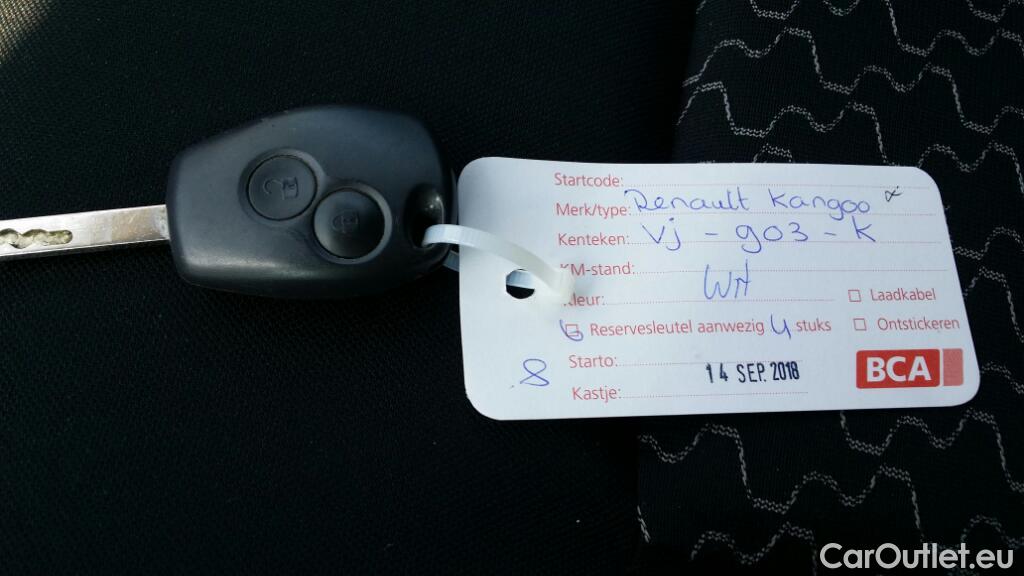 Startcode:
Merk/type: Renault Kangoo
Kenteken: Vj - 903 - K
KM-stand:
Kleur: Wit
Laadkabel
Reservesleutel aanwezig 4 stuks
Ontstickeren
8
Starto:
14 SEP. 2018
Kastje:
BCA
CarOutlet.eu